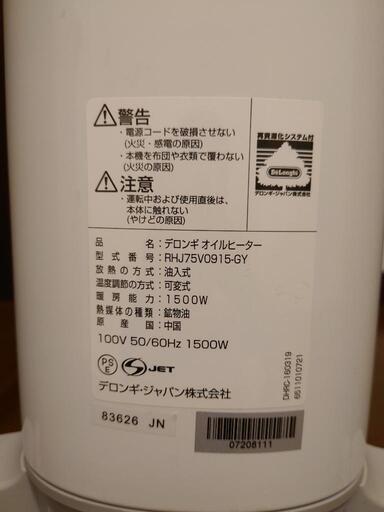 警告
・電源コードを破損させない
(火災・感電の原因)
・本機を布団や衣類で覆わない
(火災の原因)
注意
・運転中および使用直後は、
本体に触れない
(やけどの原因)
再資源化システム付
DeLonghi
デロンギ・ジャパン株式会社
品名：デロンギ オイルヒーター
型式番号：RHJ75V0915-GY
放熱の方式：油入式
温度調節の方式：可変式
暖房能力：1500W
熱媒体の種類：鉱物油
原産国：中国
100V 50/60Hz 1500W
PS
E
S JET
デロンギ・ジャパン株式会社
83626 JN
07208111
DHRC-160319
6511010721